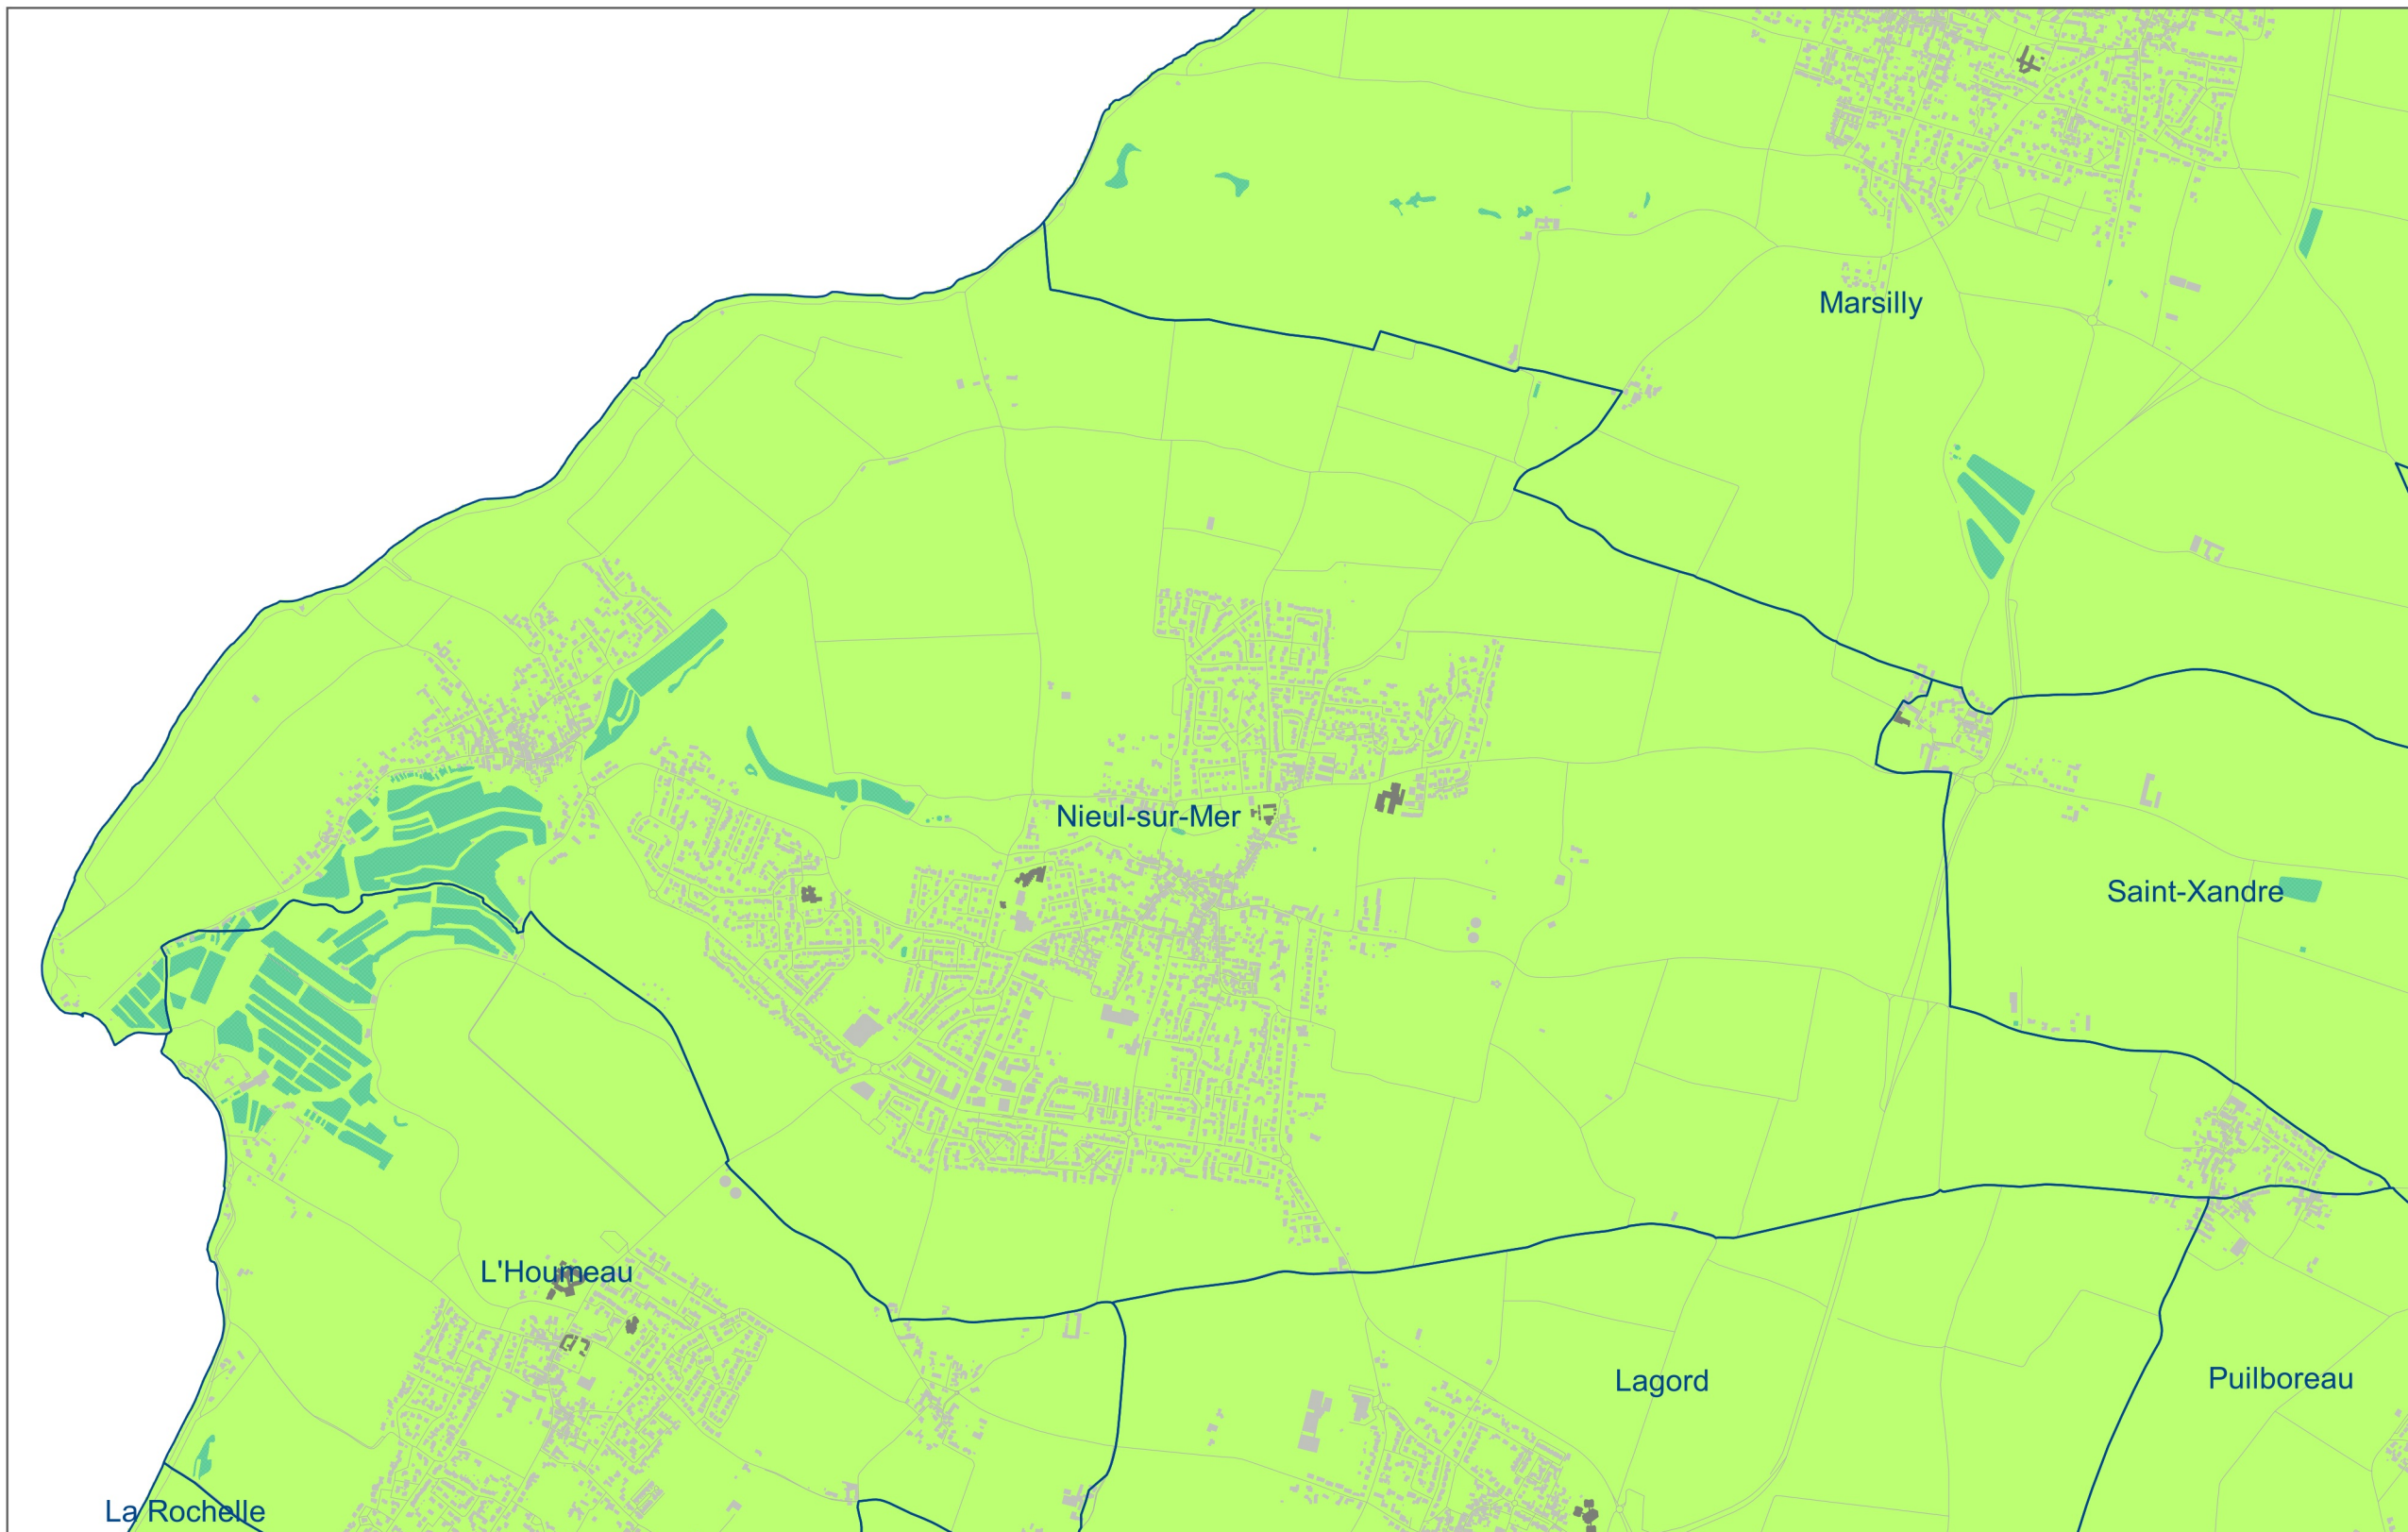 Marsilly
Nieul-sur-Mer
Saint-Xandre
L'Houmeau
Lagord
Puilboreau
La Rochelle